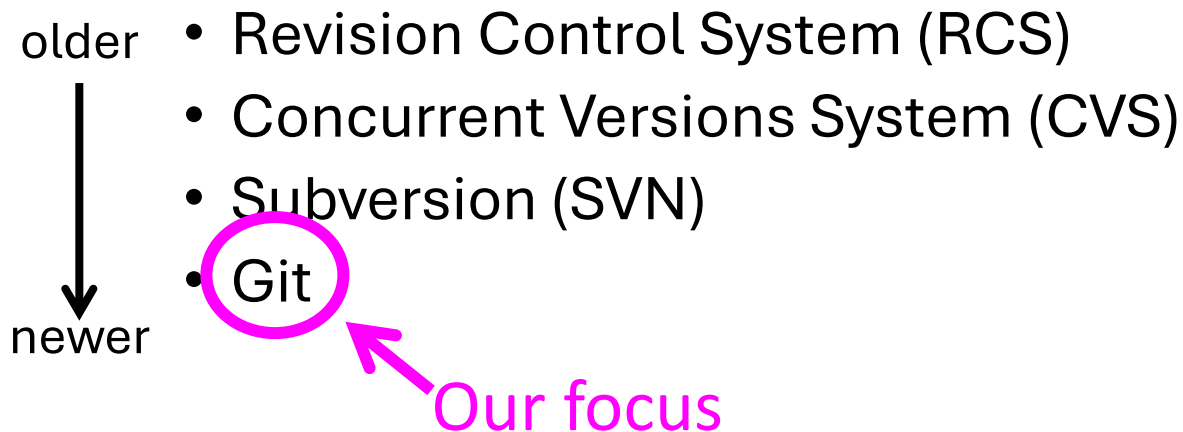 older
• Revision Control System (RCS)
• Concurrent Versions System (CVS)
• Subversion (SVN)
• Git
newer
Our focus